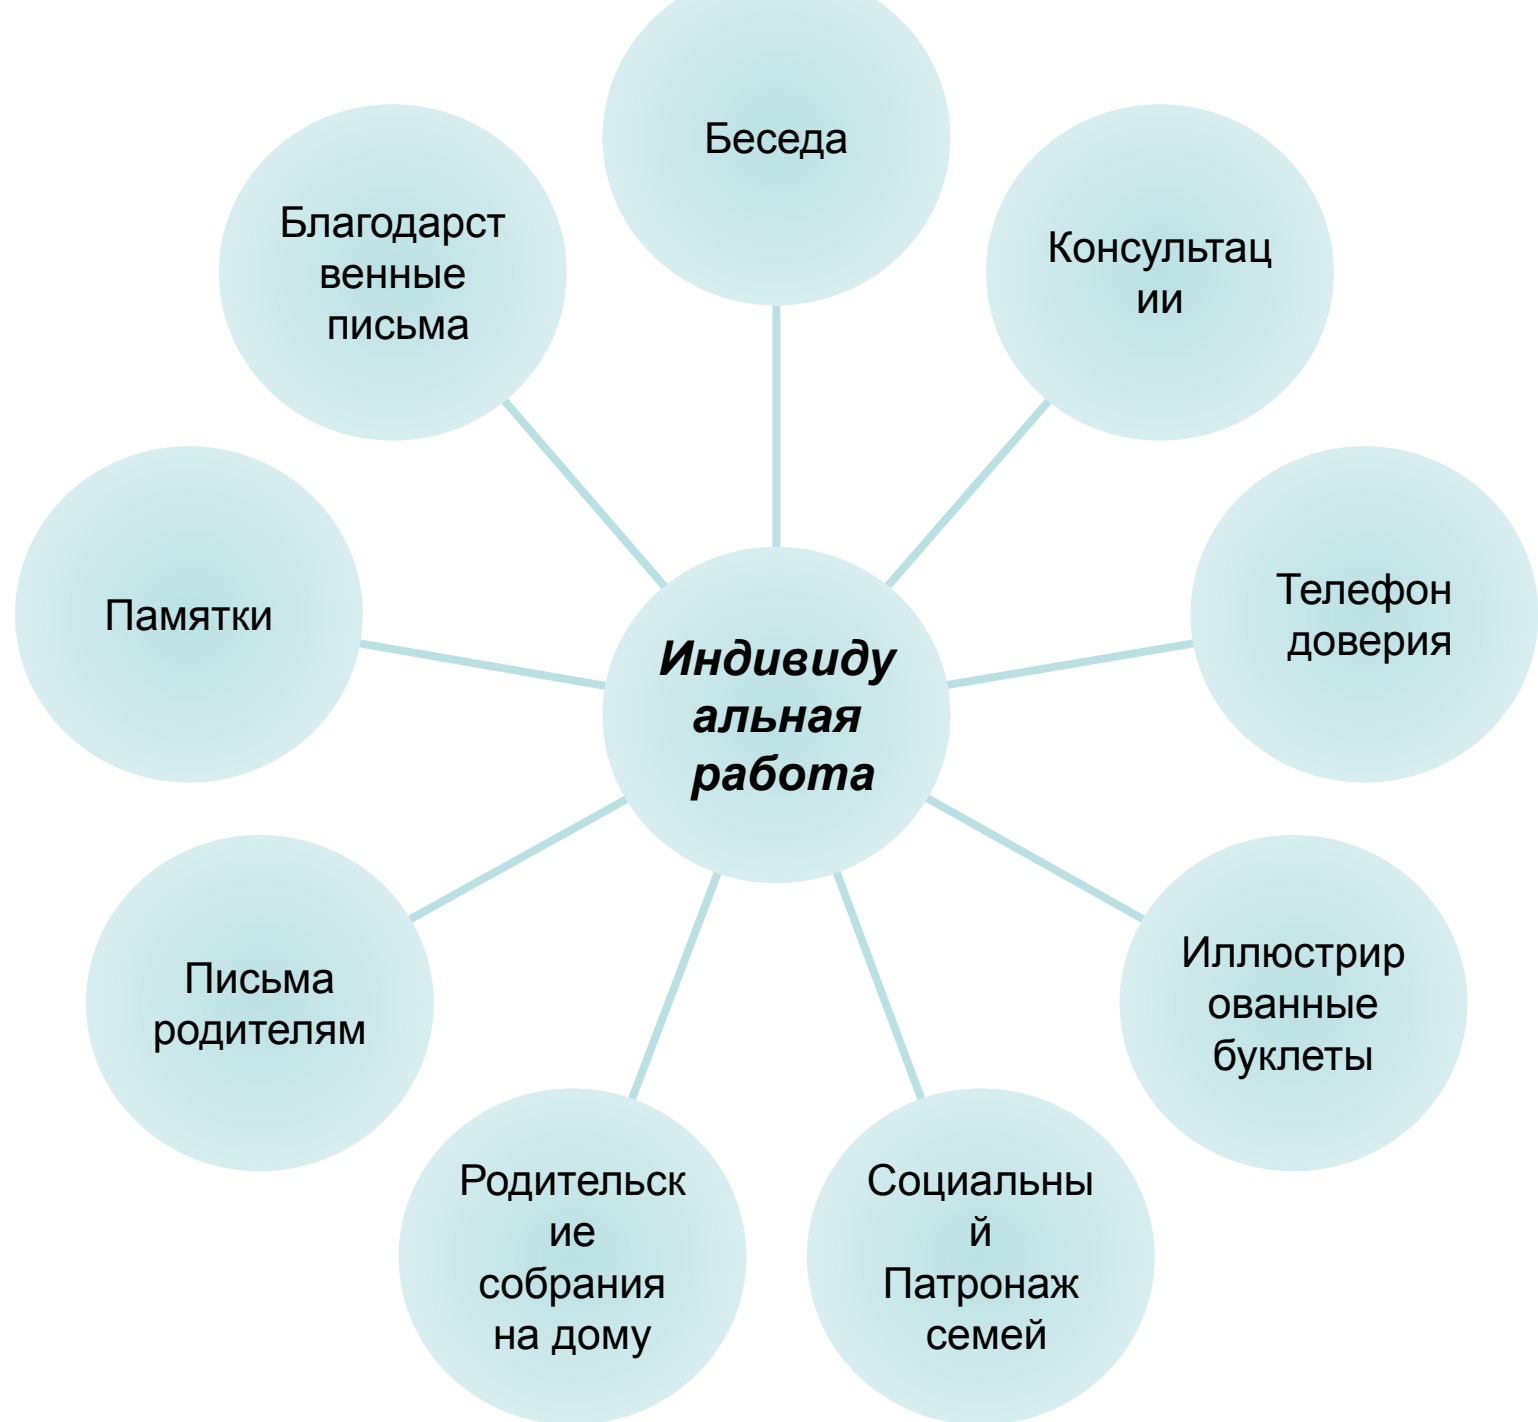 Беседа
Консультац
ии
Телефон
доверия
Иллюстрир
ованные
буклеты
Социальны
й
Патронаж
семей
Родительск
ие
собрания
на дому
Письма
родителям
Памятки
Благодарст
венные
письма
Индивиду
альная
работа